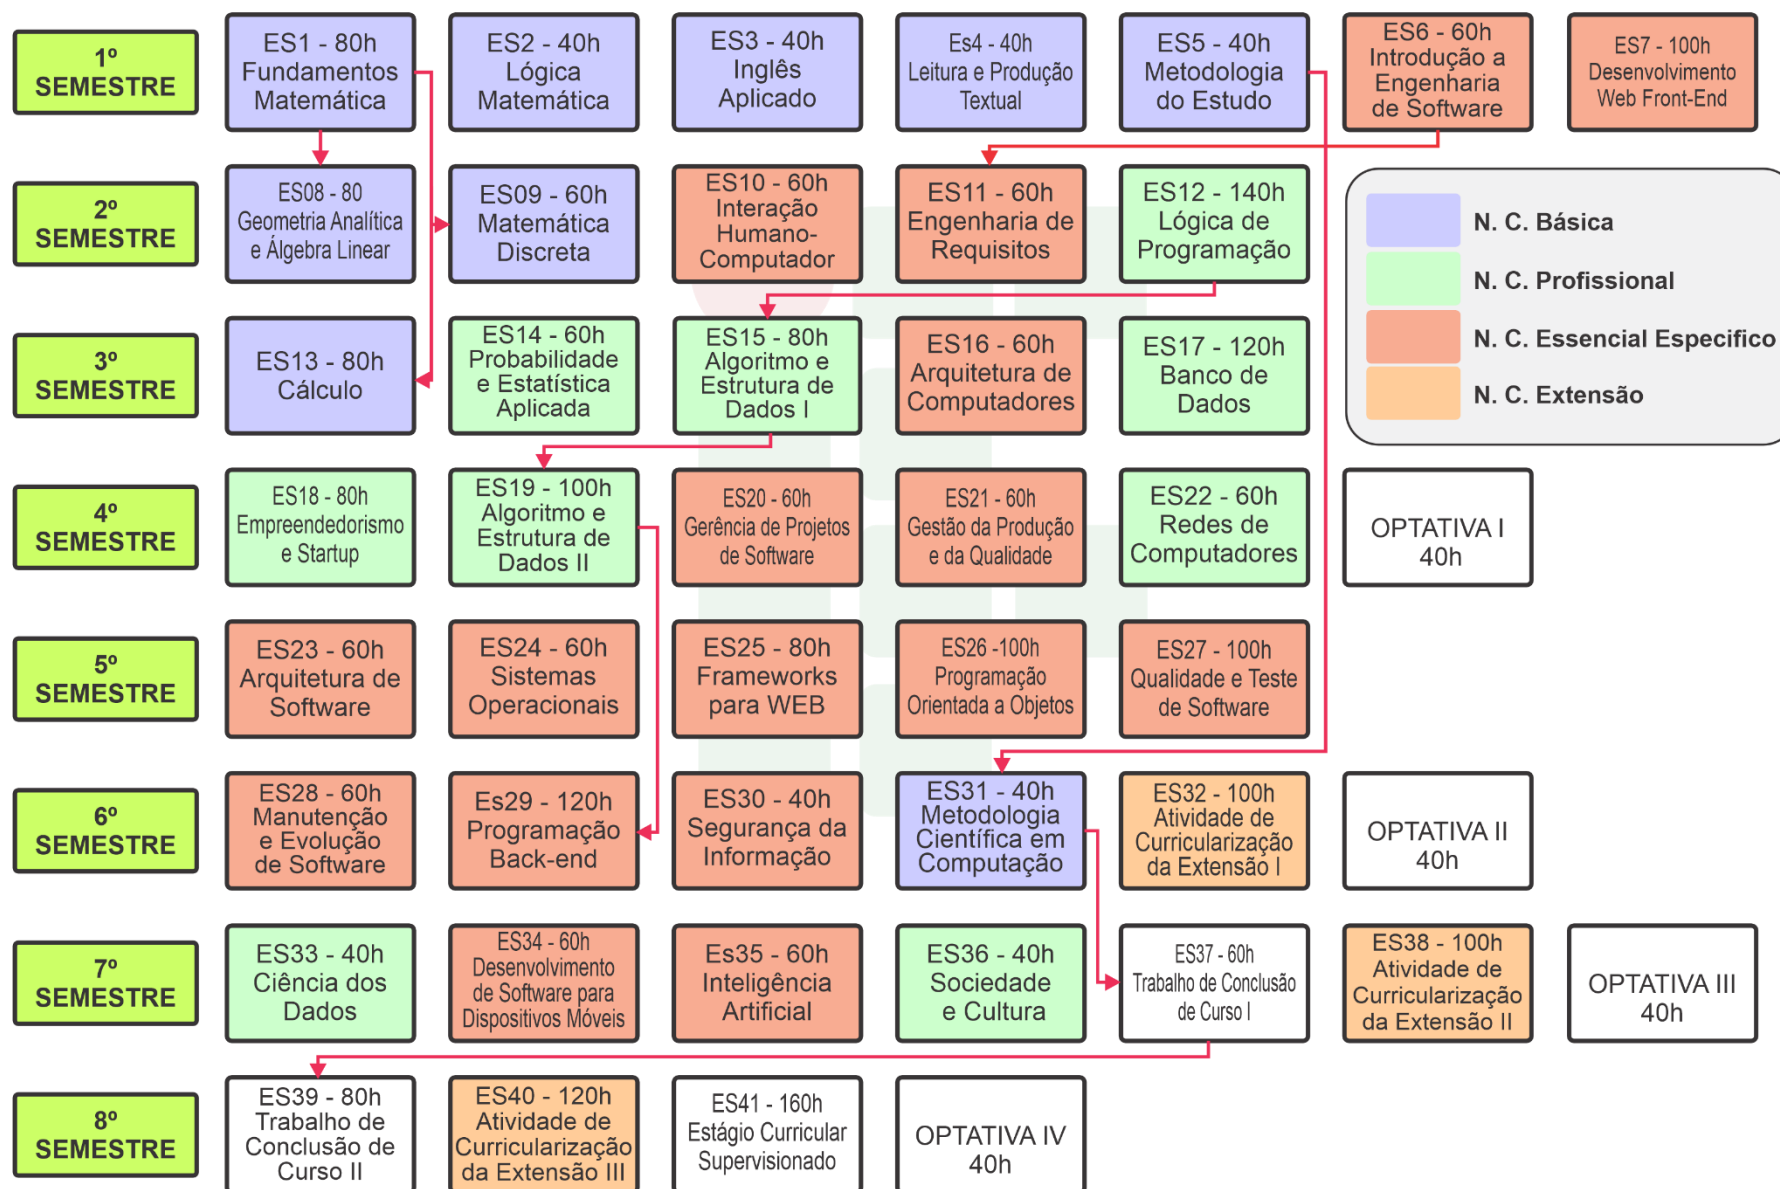 1º
SEMESTRE
ES1 - 80h
Fundamentos
Matemática
ES2 - 40h
Lógica
Matemática
ES3 - 40h
Inglês
Aplicado
Es4 - 40h
Leitura e Produção
Textual
ES5 - 40h
Metodologia
do Estudo
ES6 - 60h
Introdução a
Engenharia
de Software
ES7 - 100h
Desenvolvimento
Web Front-End
2º
SEMESTRE
ES08 - 80
Geometria Analítica
e Álgebra Linear
ES09 - 60h
Matemática
Discreta
ES10 - 60h
Interação
Humano-
Computador
ES11 - 60h
Engenharia de
Requisitos
ES12 - 140h
Lógica de
Programação
N. C. Básica
N. C. Profissional
N. C. Essencial Especifico
N. C. Extensão
3º
SEMESTRE
ES13 - 80h
Cálculo
ES14 - 60h
Probabilidade
e Estatística
Aplicada
ES15 - 80h
Algoritmo e
Estrutura de
Dados I
ES16 - 60h
Arquitetura de
Computadores
ES17 - 120h
Banco de
Dados
4º
SEMESTRE
ES18 - 80h
Empreendedorismo
e Startup
ES19 - 100h
Algoritmo e
Estrutura de
Dados II
ES20 - 60h
Gerência de Projetos
de Software
ES21 - 60h
Gestão da Produção
e da Qualidade
ES22 - 60h
Redes de
Computadores
OPTATIVA I
40h
5º
SEMESTRE
ES23 - 60h
Arquitetura de
Software
ES24 - 60h
Sistemas
Operacionais
ES25 - 80h
Frameworks
para WEB
ES26 -100h
Programação
Orientada a Objetos
ES27 - 100h
Qualidade e Teste
de Software
6º
SEMESTRE
ES28 - 60h
Manutenção
e Evolução
de Software
Es29 - 120h
Programação
Back-end
ES30 - 40h
Segurança da
Informação
ES31 - 40h
Metodologia
Científica em
Computação
ES32 - 100h
Atividade de
Curricularização
da Extensão I
OPTATIVA II
40h
7º
SEMESTRE
ES33 - 40h
Ciência dos
Dados
ES34 - 60h
Desenvolvimento
de Software para
Dispositivos Móveis
Es35 - 60h
Inteligência
Artificial
ES36 - 40h
Sociedade
e Cultura
ES37 - 60h
Trabalho de Conclusão
de Curso I
ES38 - 100h
Atividade de
Curricularização
da Extensão II
OPTATIVA III
40h
8º
SEMESTRE
ES39 - 80h
Trabalho de
Conclusão de
Curso II
ES40 - 120h
Atividade de
Curricularização
da Extensão III
ES41 - 160h
Estágio Curricular
Supervisionado
OPTATIVA IV
40h